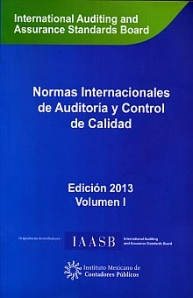 International Auditing and
Assurance Standards Board
Normas Internacionales
de Auditoría y Control
de Calidad
Edición 2013
Volumen I
IAASB
International Auditing
and Assurance Standards Board
Instituto Mexicano de
Contadores Públicos